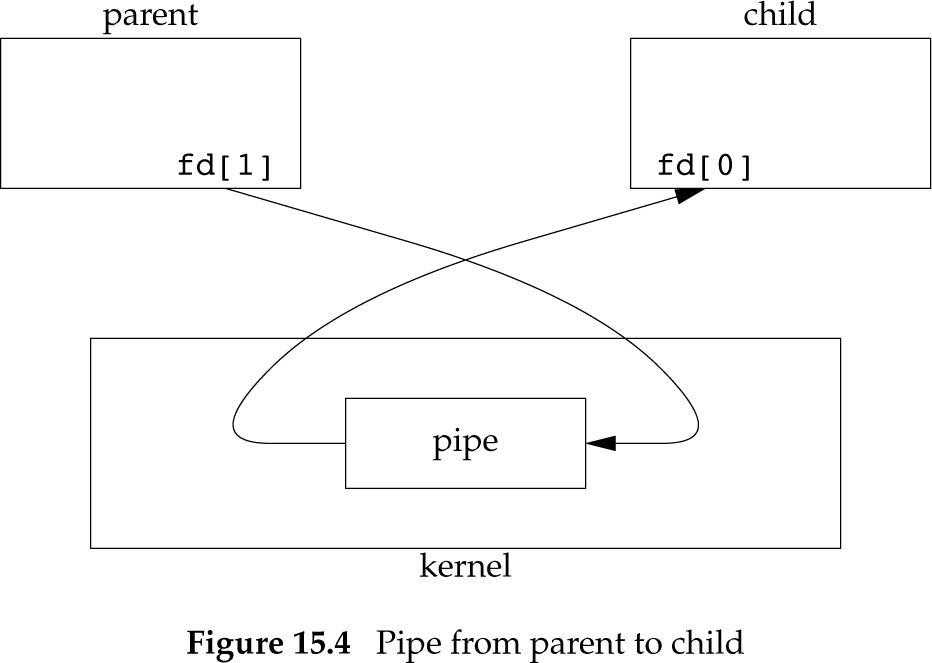 parent
child
fd[1]
fd[0]
pipe
kernel
Figure 15.4 Pipe from parent to child